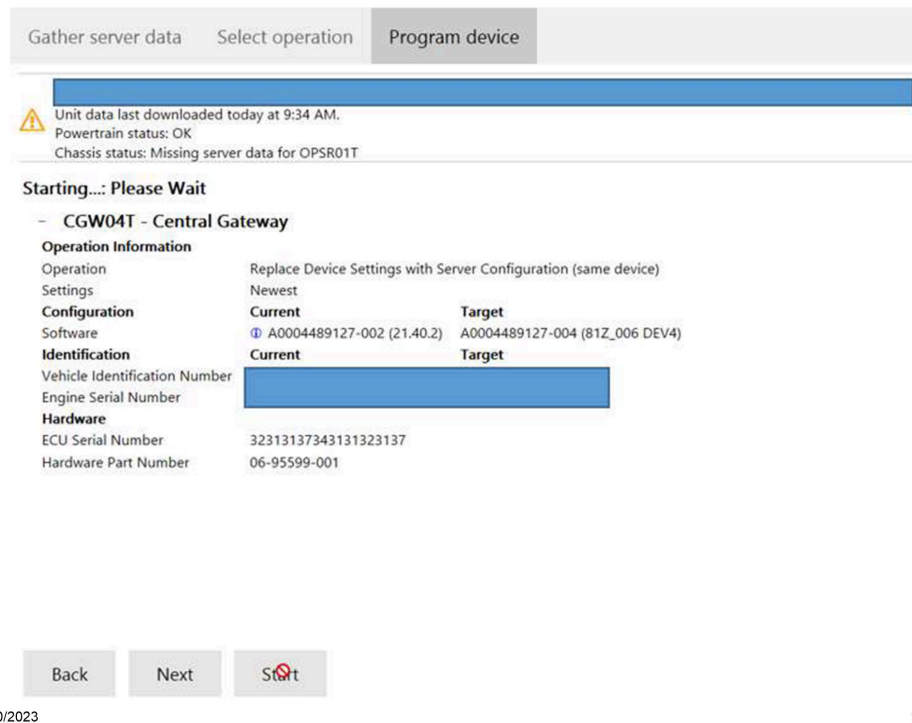 Gather server data Select operation Program device
Unit data last downloaded today at 9:34 AM.
Powertrain status: OK
Chassis status: Missing server data for OPSR01T
Starting...: Please Wait
- CGW04T - Central Gateway
Operation Information
Operation Replace Device Settings with Server Configuration (same device)
Settings Newest
Configuration Current Target
Software A0004489127-002 (21.40.2) A0004489127-004 (81Z_006 DEV4)
Identification Current Target
Vehicle Identification Number
Engine Serial Number
Hardware
ECU Serial Number 32313137343131323137
Hardware Part Number 06-95599-001
Back Next Start
0/2023